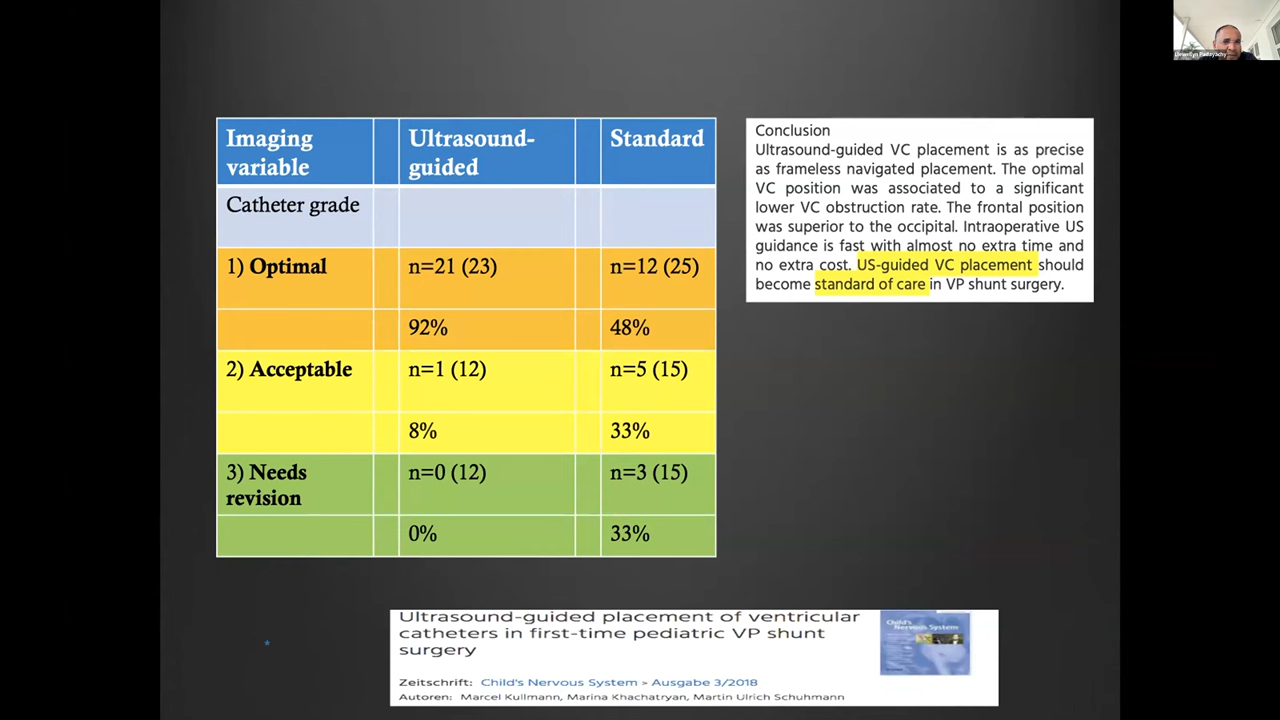 Imaging variable
Ultrasound-guided
Standard
Catheter grade
1) Optimal
n=21 (23)
n=12 (25)
92%
48%
2) Acceptable
n=1 (12)
n=5 (15)
8%
33%
3) Needs revision
n=0 (12)
n=3 (15)
0%
33%
Conclusion
Ultrasound-guided VC placement is as precise
as frameless navigated placement. The optimal
VC position was associated to a significant
lower VC obstruction rate. The frontal position
was superior to the occipital. Intraoperative US
guidance is fast with almost no extra time and
no extra cost. US-guided VC placement should
become standard of care in VP shunt surgery.
Ultrasound-guided placement of ventricular
catheters in first-time pediatric VP shunt
surgery
Zeitschrift: Child's Nervous System > Ausgabe 3/2018
Autoren: Marcel Kullmann, Marina Khachatryan, Martin Ulrich Schuhmann
Child's
Nervous System
*